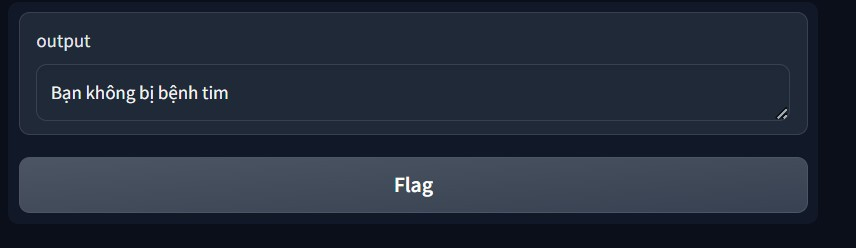 output
Bạn không bị bệnh tim
Flag